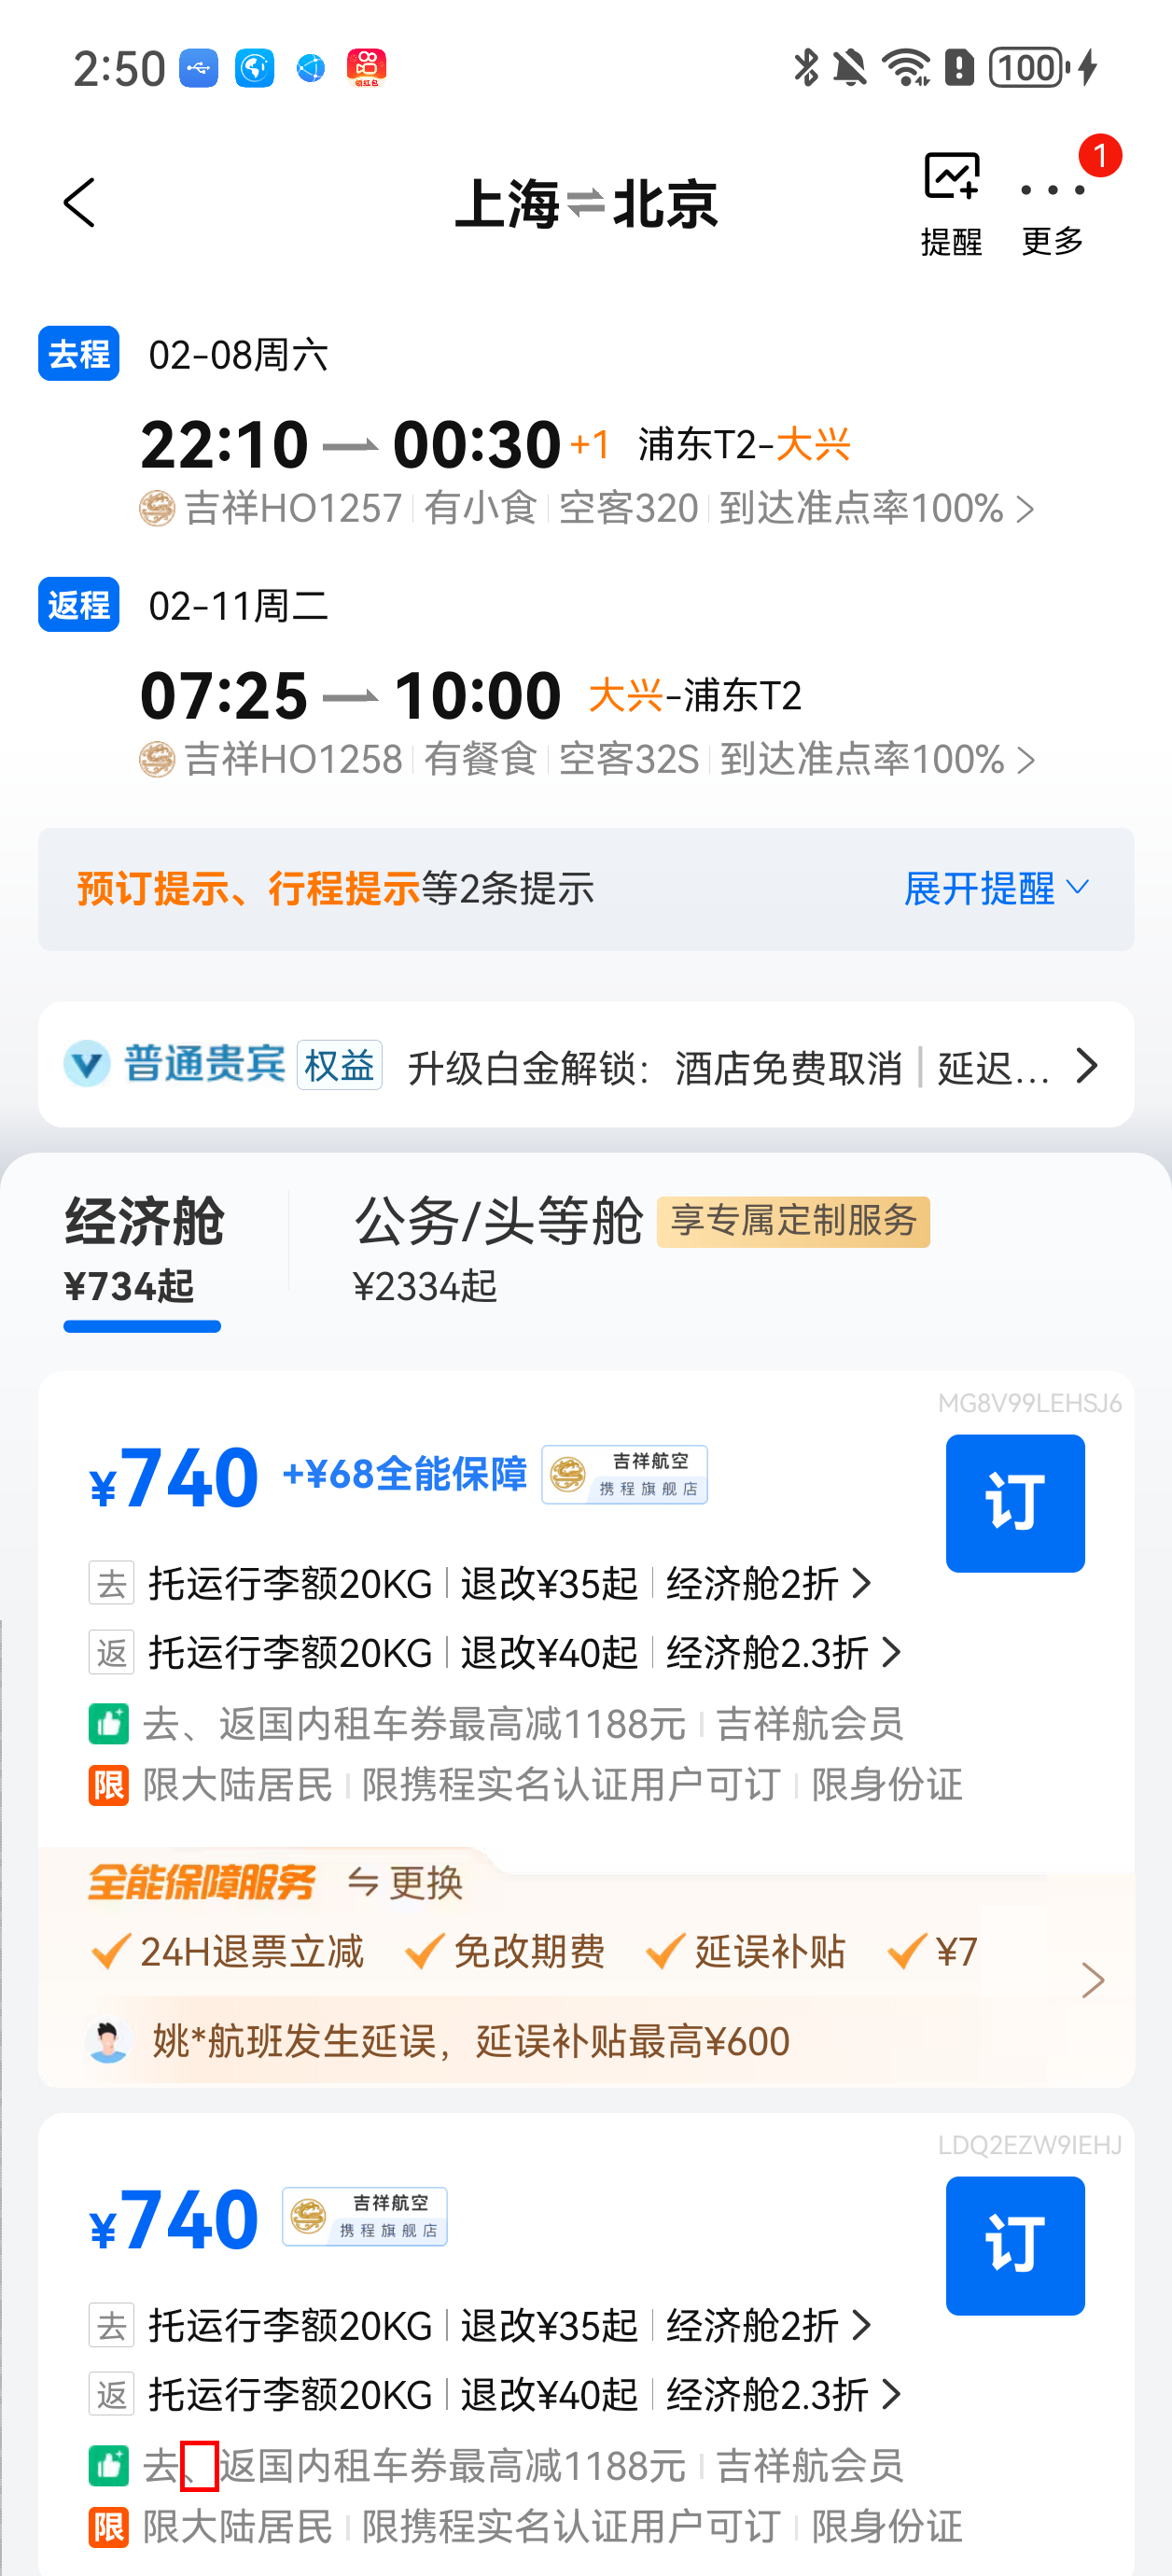 2:50
100
上海⇌北京
1
提醒
更多
去程 02-08周六
22:10 00:30 +1 浦东T2-大兴
吉祥HO1257 有小食 空客320 到达准点率100%
返程 02-11周二
07:25 10:00 大兴-浦东T2
吉祥HO1258 有餐食 空客32S 到达准点率100%
预订提示、行程提示等2条提示 展开提醒
普通贵宾 权益 升级白金解锁：酒店免费取消 | 延迟...
经济舱 公务/头等舱 享专属定制服务
¥734起 ¥2334起
MG8V99LEHSJ6
¥740 +¥68全能保障 吉祥航空 携程旗舰店 订
去 托运行李额20KG 退改¥35起 经济舱2折
返 托运行李额20KG 退改¥40起 经济舱2.3折
去、返国内租车券最高减1188元 吉祥航会员
限 限大陆居民 限携程实名认证用户可订 限身份证
全能保障服务 更换
24H退票立减 免改期费 延误补贴 ¥7
姚*航班发生延误，延误补贴最高¥600
LDQ2EZW9IEHJ
¥740 吉祥航空 携程旗舰店 订
去 托运行李额20KG 退改¥35起 经济舱2折
返 托运行李额20KG 退改¥40起 经济舱2.3折
去、返国内租车券最高减1188元 吉祥航会员
限 限大陆居民 限携程实名认证用户可订 限身份证